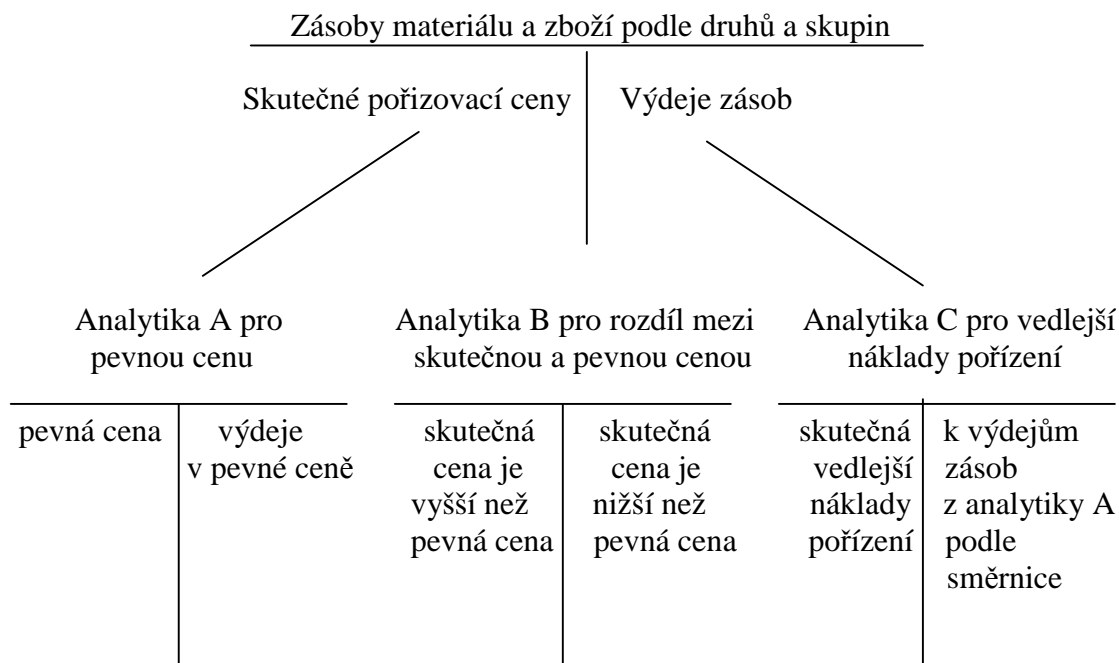 Zásoby materiálu a zboží podle druhů a skupin
Skutečné pořizovací ceny
Výdeje zásob
Analytika A pro
pevnou cenu
Analytika B pro rozdíl mezi
skutečnou a pevnou cenou
Analytika C pro vedlejší
náklady pořízení
pevná cena
výdeje
v pevné ceně
skutečná
cena je
vyšší než
pevná cena
skutečná
cena je
nižší než
pevná cena
skutečná
vedlejší
náklady
pořízení
k výdejům
zásob
z analytiky A
podle
směrnice